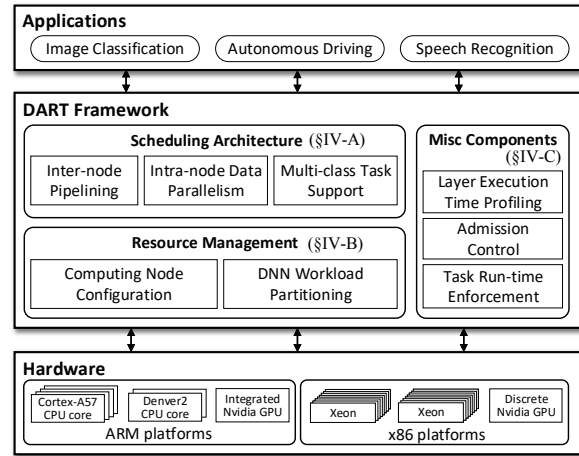 Applications
Image Classification
Autonomous Driving
Speech Recognition
DART Framework
Scheduling Architecture (§IV-A)
Inter-node
Pipelining
Intra-node Data
Parallelism
Multi-class Task
Support
Resource Management (§IV-B)
Computing Node
Configuration
DNN Workload
Partitioning
Misc Components
(§IV-C)
Layer Execution
Time Profiling
Admission
Control
Task Run-time
Enforcement
Hardware
Cortex-A57
CPU core
Denver2
CPU core
Integrated
Nvidia GPU
ARM platforms
Xeon
Xeon
Discrete
Nvidia GPU
x86 platforms